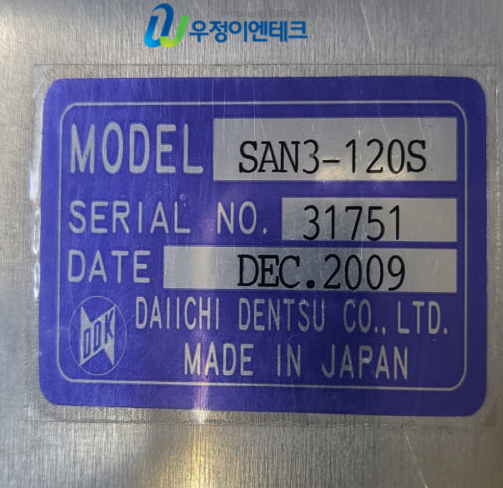 우정이엔테크
MODEL SAN3-120S
SERIAL NO. 31751
DATE DEC.2009
DDK DAIICHI DENTSU CO., LTD.
MADE IN JAPAN